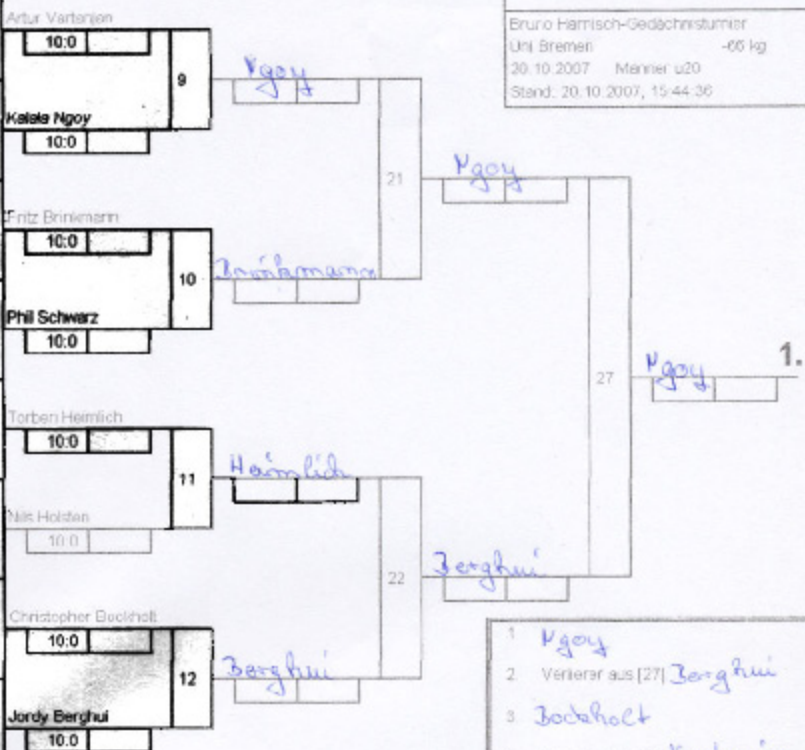 Artur Vartanjan
10:0
9
Ngoy
Kalala Ngoy
10:0
Bruno Harnisch-Gedächnisturnier
Uni Bremen -66 kg
20.10.2007 Männer u20
Stand: 20.10.2007, 15:44:36
21
Ngoy
Fritz Brinkmann
10:0
10
Brinkmann
Phil Schwarz
10:0
27
Ngoy
1.
Torben Heimlich
10:0
11
Heimlich
Nils Holsten
10:0
22
Berghui
Christopher Bockholt
10:0
12
Berghui
Jordy Berghui
10:0
1 Ngoy
2 Verlierer aus [27] Berghui
3 Bockholt